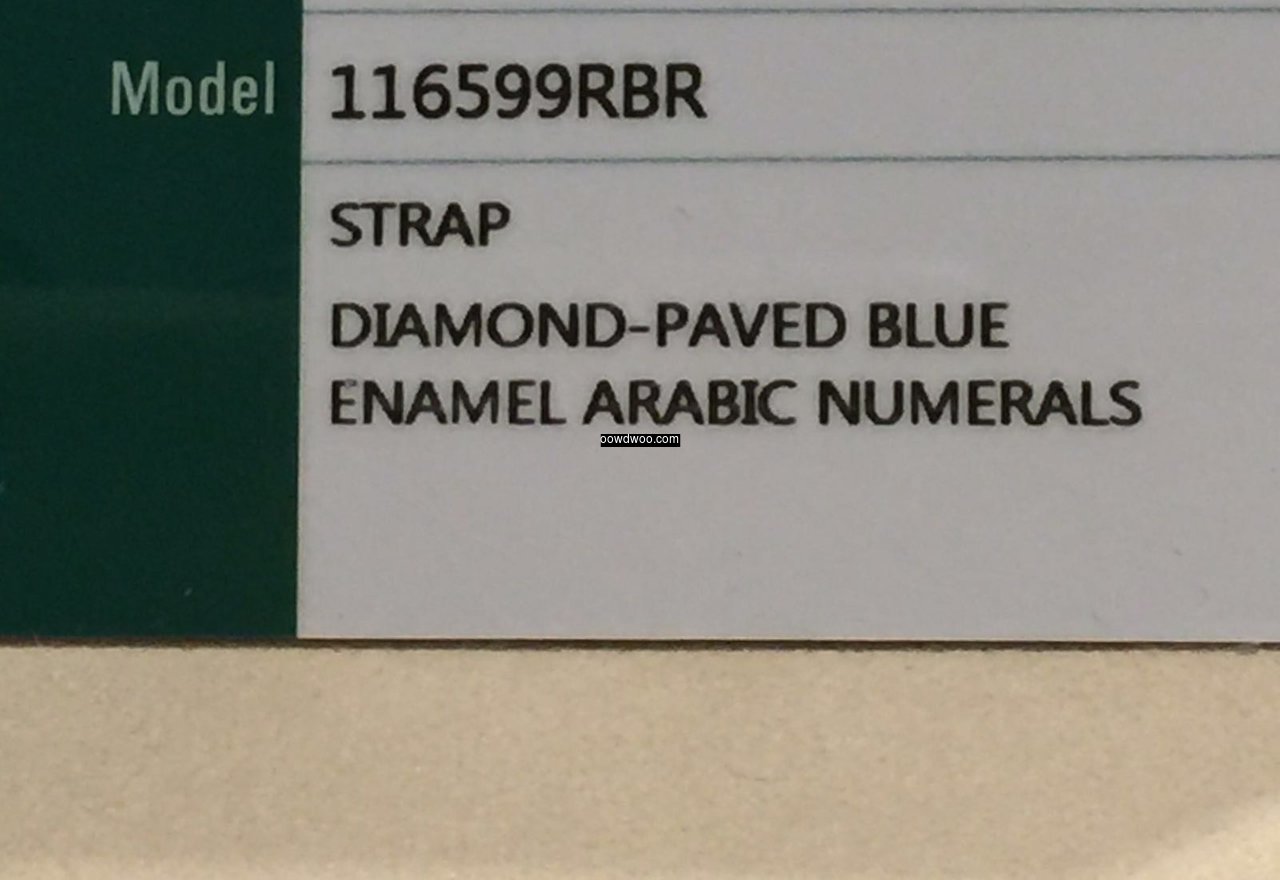 Model 116599RBR
STRAP
DIAMOND-PAVED BLUE
ENAMEL ARABIC NUMERALS
oowdwoo.com